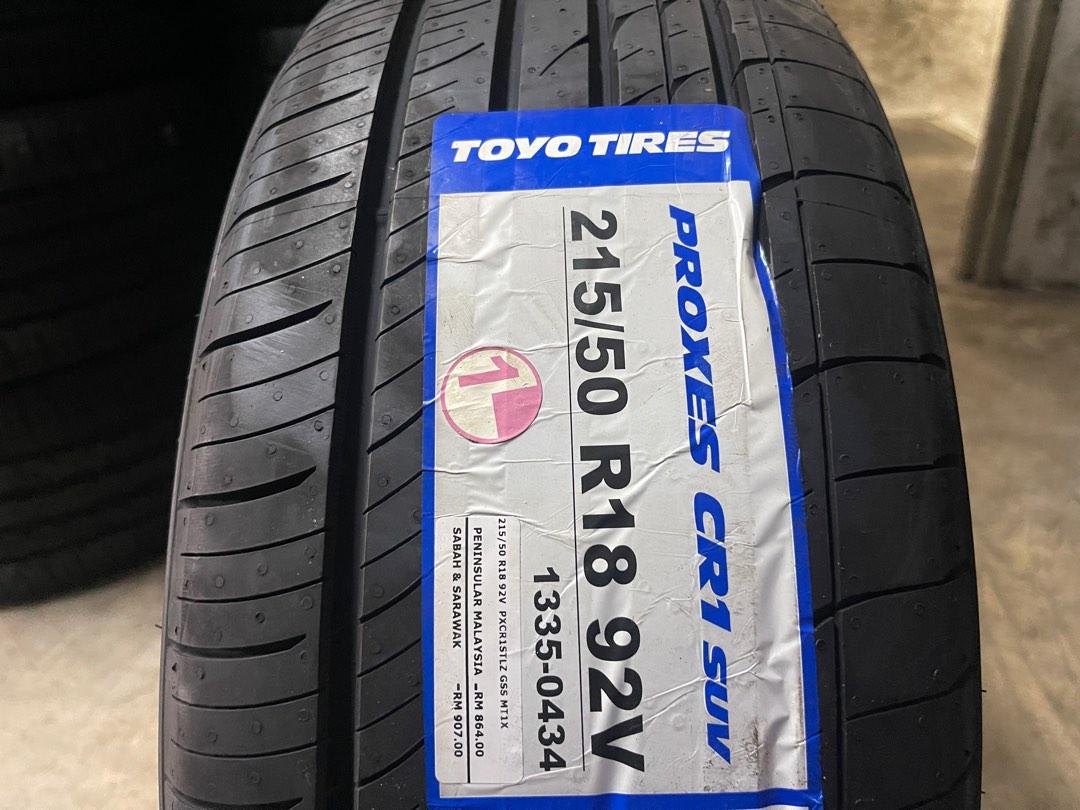 TOYO TIRES
PROXES CR1 SUV
215/50 R18 92V
1335-0434
1
215/50 R18 92V PXCR1STLZ GSS MT1X
PENINSULAR MALAYSIA -RM 864.00
SABAH & SARAWAK -RM 907.00